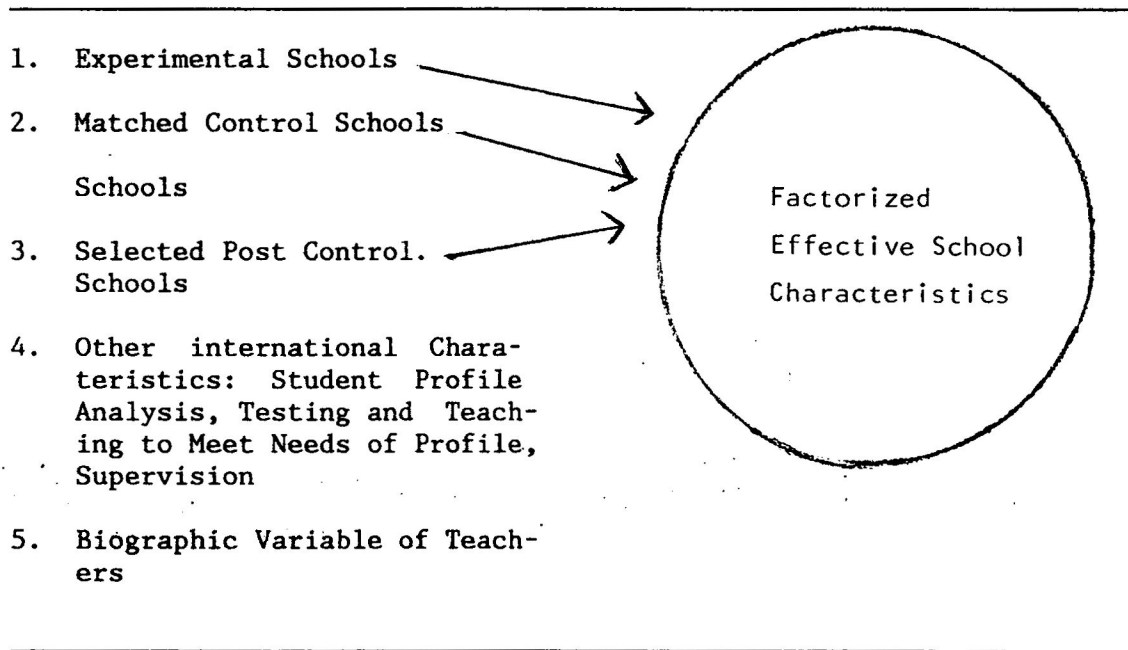 1. Experimental Schools
2. Matched Control Schools
Schools
3. Selected Post Control.
Schools
4. Other international Chara-
teristics: Student Profile
Analysis, Testing and Teach-
ing to Meet Needs of Profile,
Supervision
5. Biographic Variable of Teach-
ers
Factorized
Effective School
Characteristics